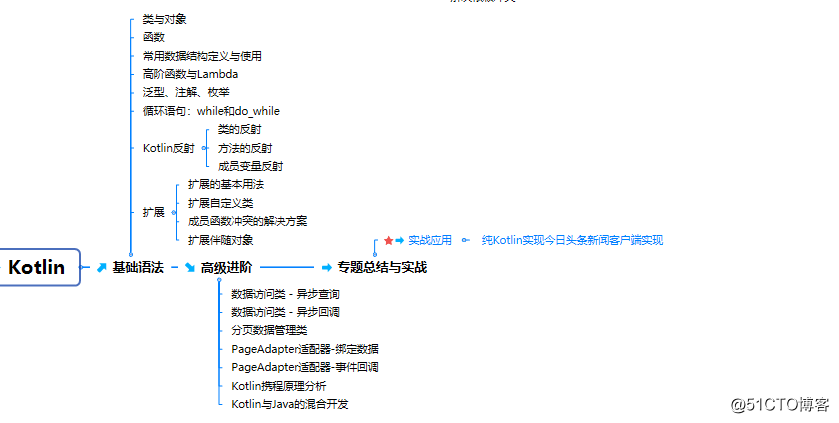 类与对象
函数
常用数据结构定义与使用
高阶函数与Lambda
泛型、注解、枚举
循环语句：while和do_while
Kotlin反射
类的反射
方法的反射
成员变量反射
扩展
扩展的基本用法
扩展自定义类
成员函数冲突的解决方案
扩展伴随对象
Kotlin
基础语法
高级进阶
专题总结与实战
实战应用
纯Kotlin实现今日头条新闻客户端实现
数据访问类 - 异步查询
数据访问类 - 异步回调
分页数据管理类
PageAdapter适配器-绑定数据
PageAdapter适配器-事件回调
Kotlin携程原理分析
Kotlin与Java的混合开发
@51CTO博客